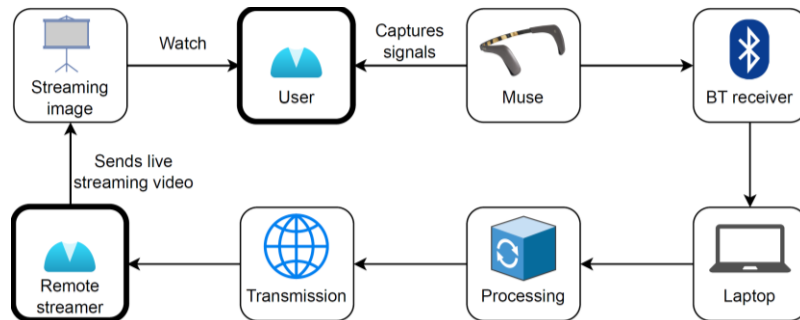 Watch
Captures
signals
Streaming
image
User
Muse
BT receiver
Sends live
streaming video
Remote
streamer
Transmission
Processing
Laptop